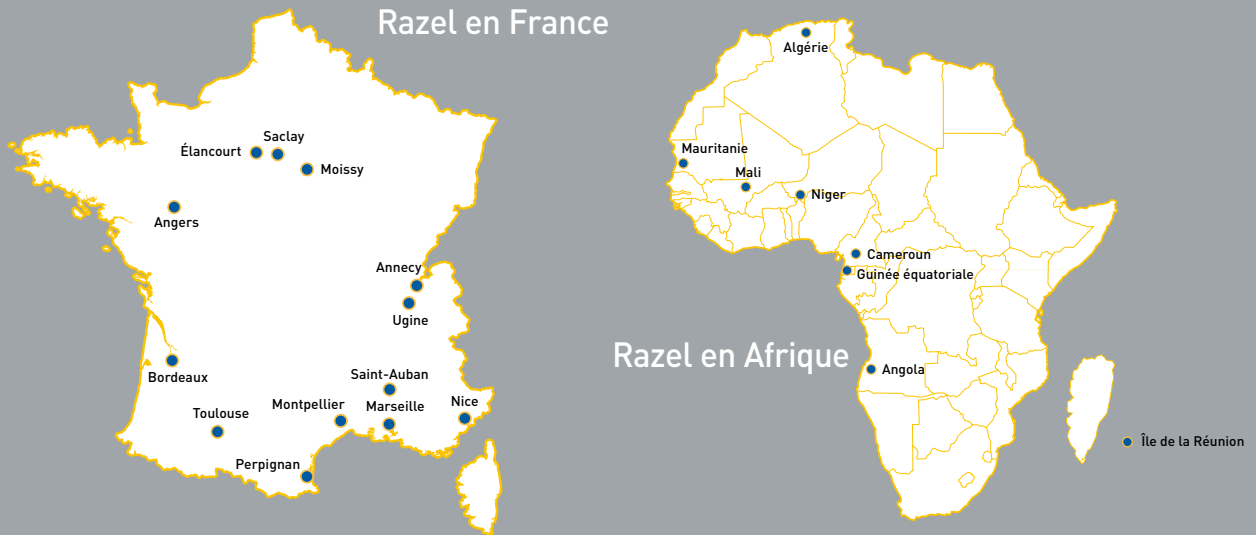 Razel en France
Saclay
Élancourt
Moissy
Angers
Annecy
Ugine
Bordeaux
Saint-Auban
Toulouse
Montpellier
Marseille
Nice
Perpignan
Algérie
Mauritanie
Mali
Niger
Cameroun
Guinée équatoriale
Razel en Afrique
Angola
Île de la Réunion